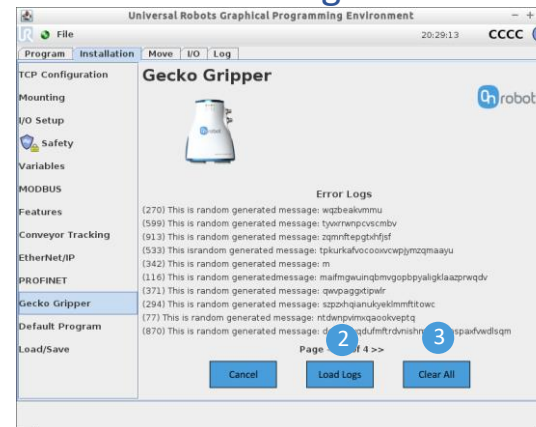 Universal Robots Graphical Programming Environment
File
20:29:13
CCCC
Program
Installation
Move
I/O
Log
TCP Configuration
Mounting
I/O Setup
Safety
Variables
MODBUS
Features
Conveyor Tracking
EtherNet/IP
PROFINET
Gecko Gripper
Default Program
Load/Save
Gecko Gripper
OnRobot
robot
Error Logs
(270) This is random generated message: wqzbeakvmmu
(599) This is random generated message: tywrrwnpcvscmbv
(913) This is random generated message: zqmnftepgtxhfjsf
(533) This israndom generated message: tpkurkafvocooxvcwpjymzqmaayu
(342) This is random generated message: m
(116) This is random generatedmessage: maifmgwuinqbmvgopbpyaligklaazprwqdv
(371) This is random generated message: qwvpaggxtipwlr
(294) This is random generated message: szpzvhqianukyeklmmftitowc
(77) This is random generated message: ntdwnpvimxqaookveptq
(870) This is random generated message:
Page
of 4 >>
2
3
Cancel
Load Logs
Clear All